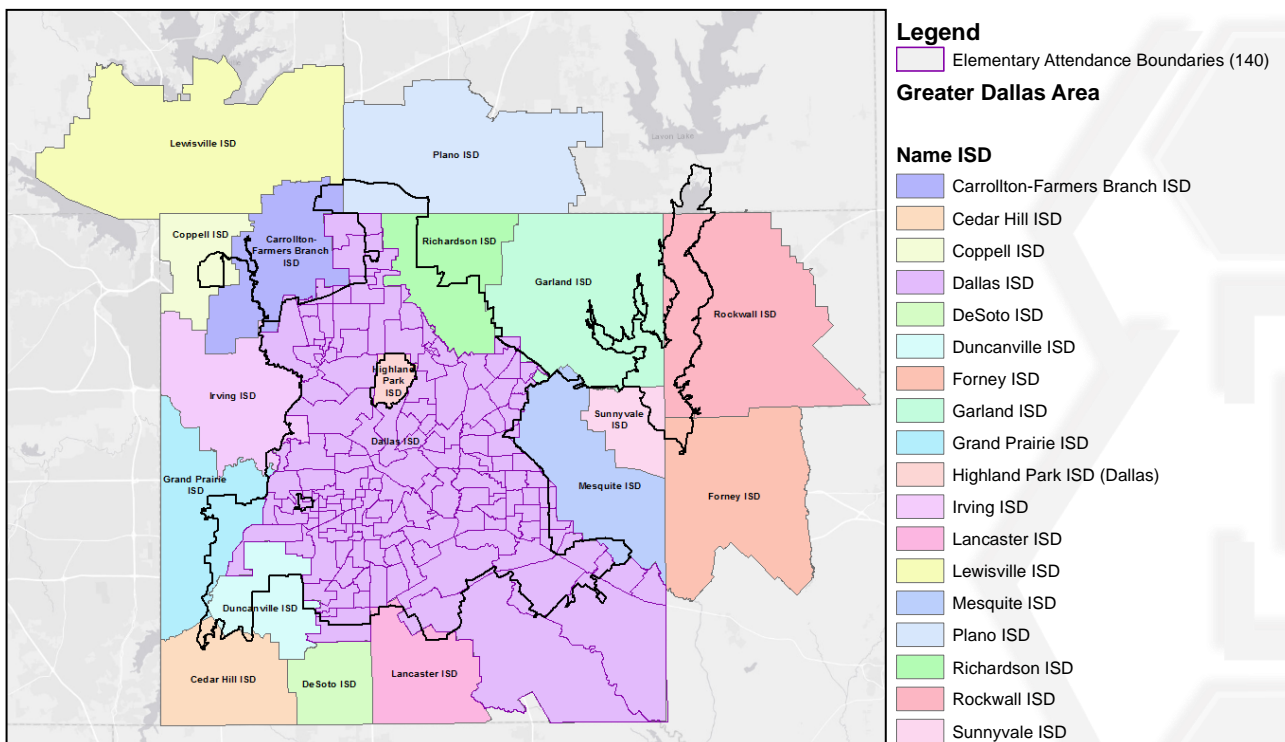 Lewisville ISD
Plano ISD
Lavon Lake
Coppell ISD
Carrollton-
Farmers Branch
ISD
Richardson ISD
Garland ISD
Rockwall ISD
Highland
Park ISD
ISD
Irving ISD
Sunnyvale
ISD
Dallas ISD
Grand Prairie
ISD
Mesquite ISD
Forney ISD
Duncanville ISD
Cedar Hill ISD
DeSoto ISD
Lancaster ISD
Legend
Elementary Attendance Boundaries (140)
Greater Dallas Area
Name ISD
Carrollton-Farmers Branch ISD
Cedar Hill ISD
Coppell ISD
Dallas ISD
DeSoto ISD
Duncanville ISD
Forney ISD
Garland ISD
Grand Prairie ISD
Highland Park ISD (Dallas)
Irving ISD
Lancaster ISD
Lewisville ISD
Mesquite ISD
Plano ISD
Richardson ISD
Rockwall ISD
Sunnyvale ISD